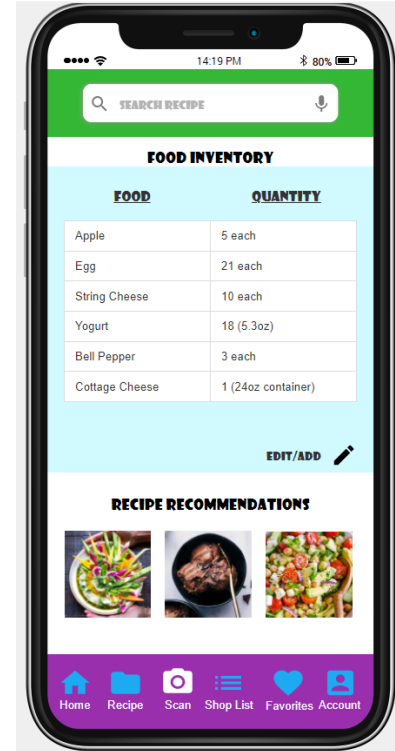 14:19 PM 80%
SEARCH RECIPE
FOOD INVENTORY
FOOD QUANTITY
Apple 5 each
Egg 21 each
String Cheese 10 each
Yogurt 18 (5.3oz)
Bell Pepper 3 each
Cottage Cheese 1 (24oz container)
EDIT/ADD
RECIPE RECOMMENDATIONS
Home Recipe Scan Shop List Favorites Account